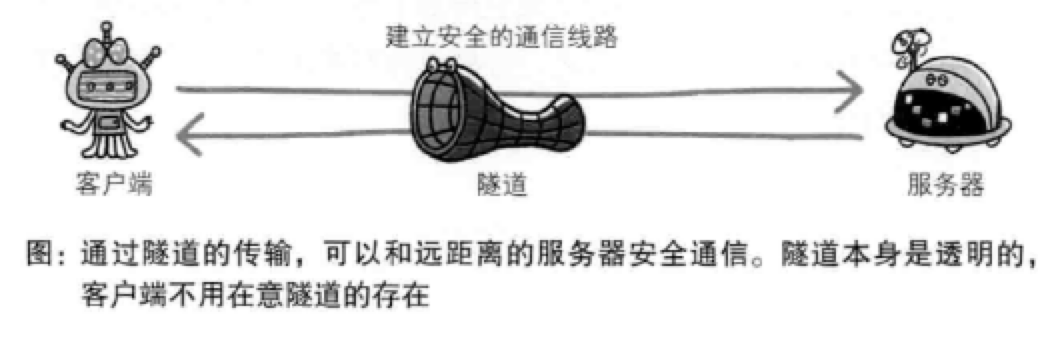 建立安全的通信线路
客户端
隧道
服务器
图：通过隧道的传输，可以和远距离的服务器安全通信。隧道本身是透明的，
客户端不用在意隧道的存在